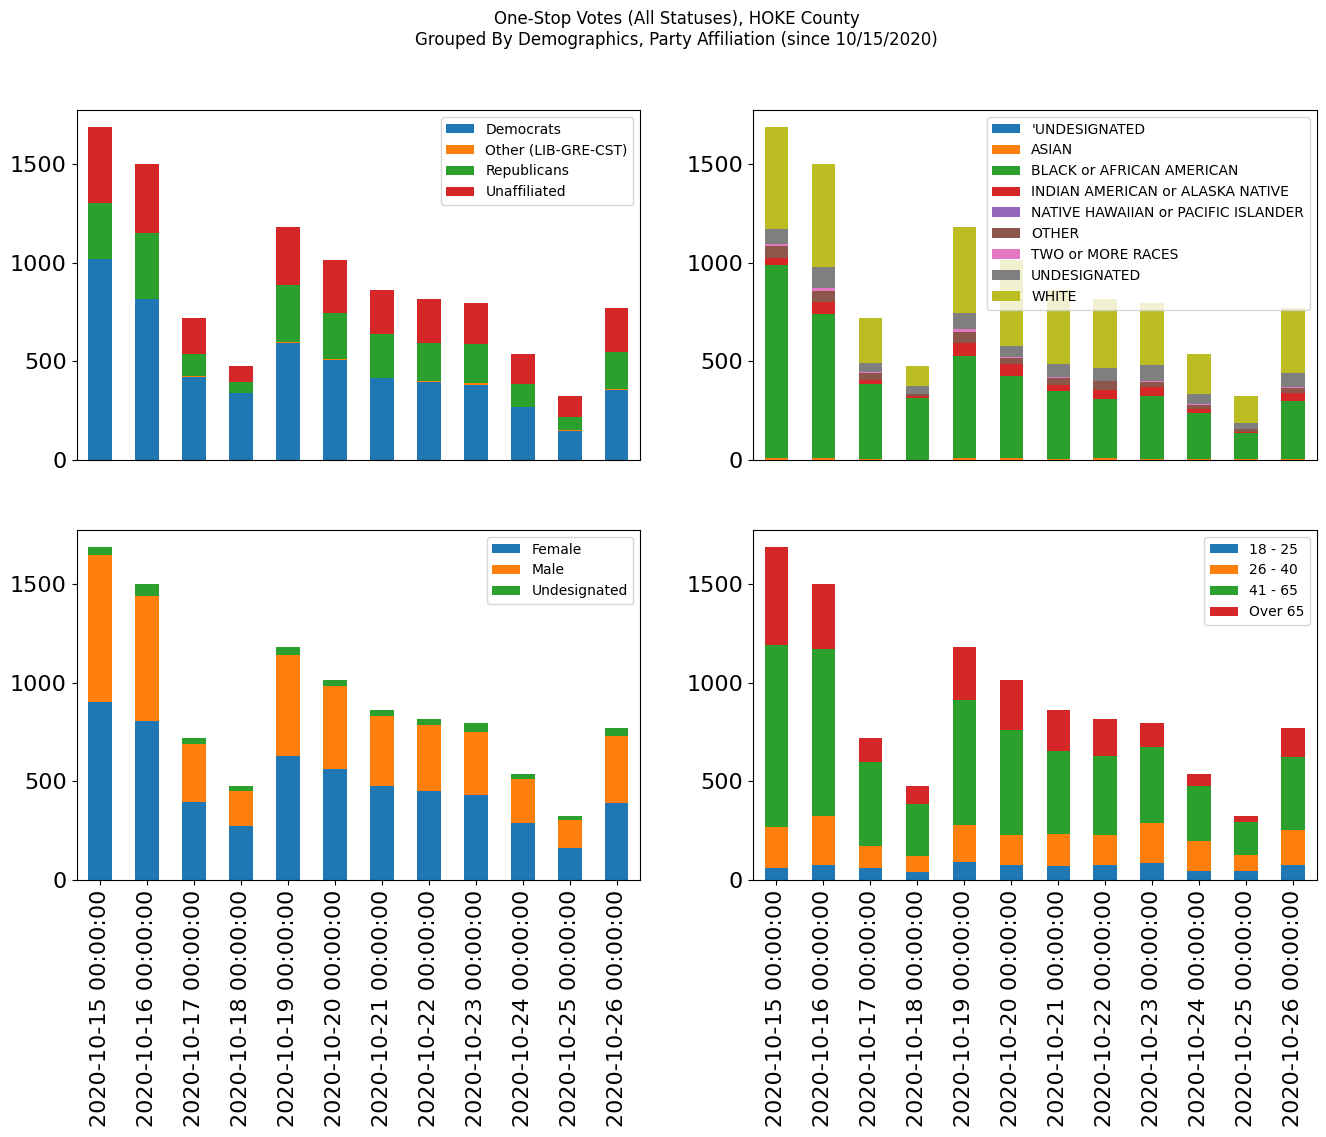 One-Stop Votes (All Statuses), HOKE County
Grouped By Demographics, Party Affiliation (since 10/15/2020)
1500
1000
500
0
Democrats
Other (LIB-GRE-CST)
Republicans
Unaffiliated
1500
1000
500
0
'UNDESIGNATED
ASIAN
BLACK or AFRICAN AMERICAN
INDIAN AMERICAN or ALASKA NATIVE
NATIVE HAWAIIAN or PACIFIC ISLANDER
OTHER
TWO or MORE RACES
UNDESIGNATED
WHITE
1500
1000
500
0
Female
Male
Undesignated
2020-10-15 00:00:00
2020-10-16 00:00:00
2020-10-17 00:00:00
2020-10-18 00:00:00
2020-10-19 00:00:00
2020-10-20 00:00:00
2020-10-21 00:00:00
2020-10-22 00:00:00
2020-10-23 00:00:00
2020-10-24 00:00:00
2020-10-25 00:00:00
2020-10-26 00:00:00
1500
1000
500
0
18 - 25
26 - 40
41 - 65
Over 65
2020-10-15 00:00:00
2020-10-16 00:00:00
2020-10-17 00:00:00
2020-10-18 00:00:00
2020-10-19 00:00:00
2020-10-20 00:00:00
2020-10-21 00:00:00
2020-10-22 00:00:00
2020-10-23 00:00:00
2020-10-24 00:00:00
2020-10-25 00:00:00
2020-10-26 00:00:00